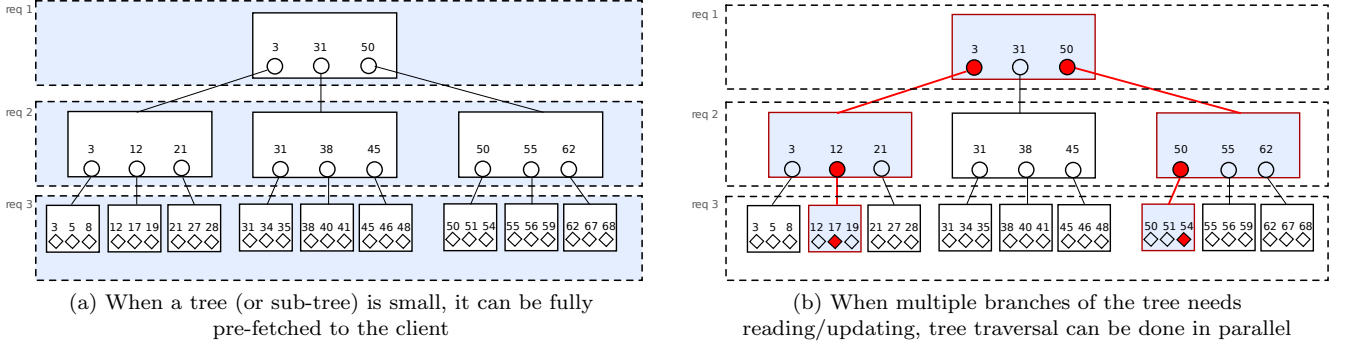 req 1
3 31 50
req 2
3 12 21
31 38 45
50 55 62
req 3
3 5 8
12 17 19
21 27 28
31 34 35
38 40 41
45 46 48
50 51 54
55 56 59
62 67 68
(a) When a tree (or sub-tree) is small, it can be fully
pre-fetched to the client
req 1
3 31 50
req 2
3 12 21
31 38 45
50 55 62
req 3
3 5 8
12 17 19
21 27 28
31 34 35
38 40 41
45 46 48
50 51 54
55 56 59
62 67 68
(b) When multiple branches of the tree needs
reading/updating, tree traversal can be done in parallel